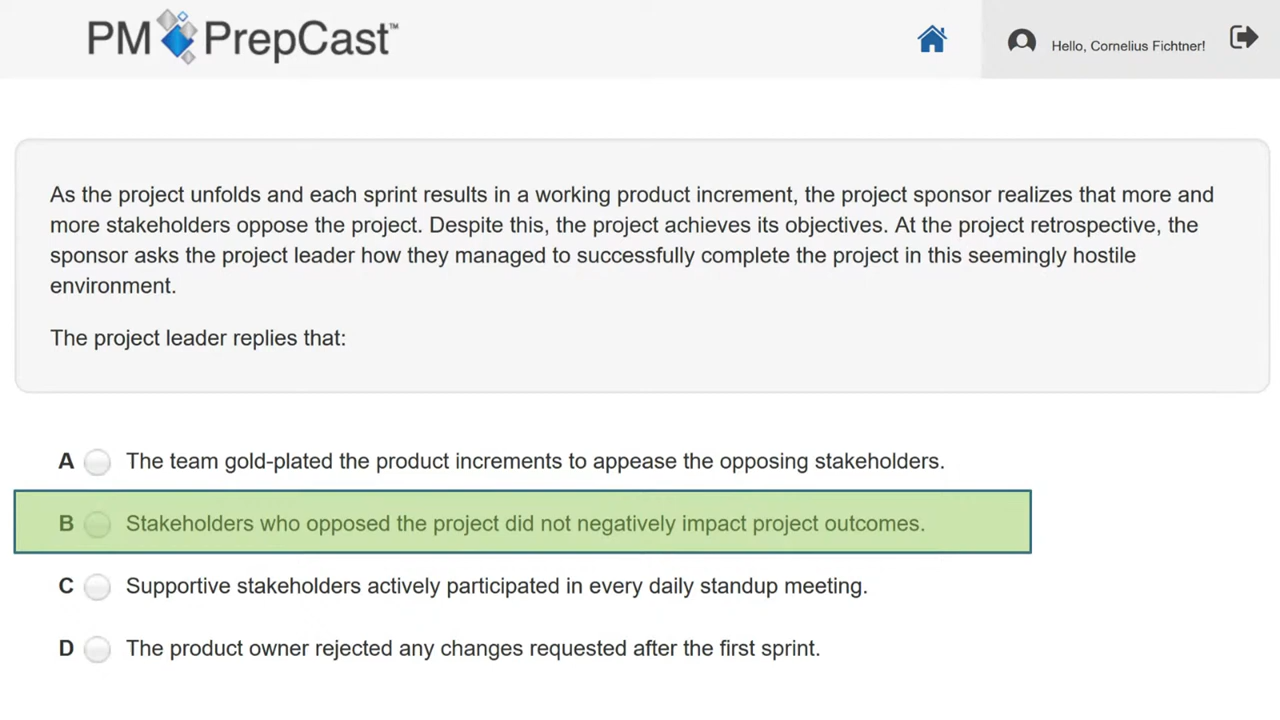 PM PrepCast™
Hello, Cornelius Fichtner!
As the project unfolds and each sprint results in a working product increment, the project sponsor realizes that more and
more stakeholders oppose the project. Despite this, the project achieves its objectives. At the project retrospective, the
sponsor asks the project leader how they managed to successfully complete the project in this seemingly hostile
environment.
The project leader replies that:
A The team gold-plated the product increments to appease the opposing stakeholders.
B Stakeholders who opposed the project did not negatively impact project outcomes.
C Supportive stakeholders actively participated in every daily standup meeting.
D The product owner rejected any changes requested after the first sprint.